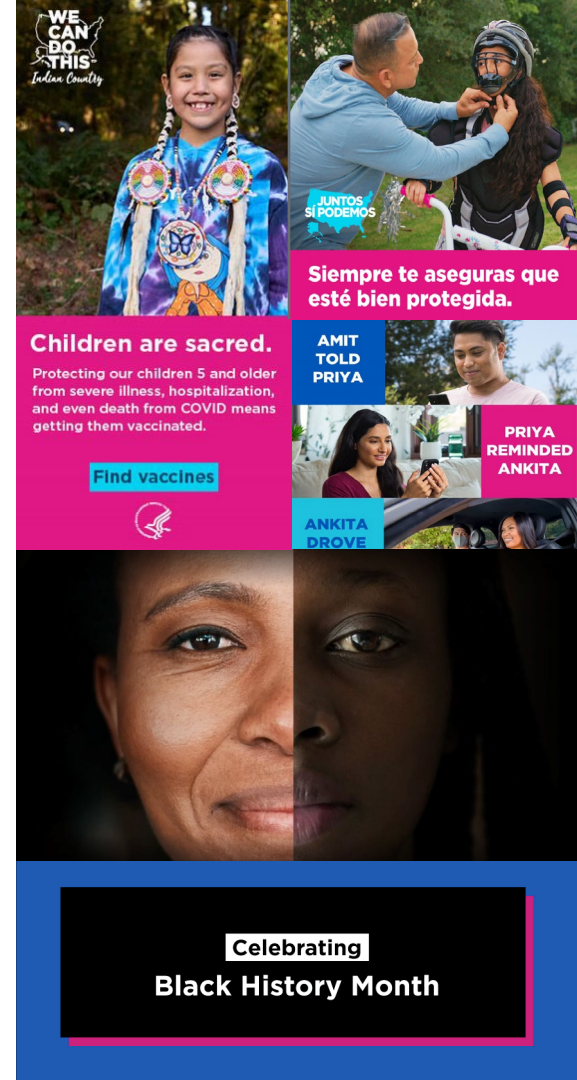 WE
CAN
DO
THIS
Indian Country
Children are sacred.
Protecting our children 5 and older
from severe illness, hospitalization,
and even death from COVID means
getting them vaccinated.
Find vaccines
JUNTOS
SÍ PODEMOS
Siempre te aseguras que
esté bien protegida.
AMIT
TOLD
PRIYA
PRIYA
REMINDED
ANKITA
ANKITA
DROVE
Celebrating
Black History Month